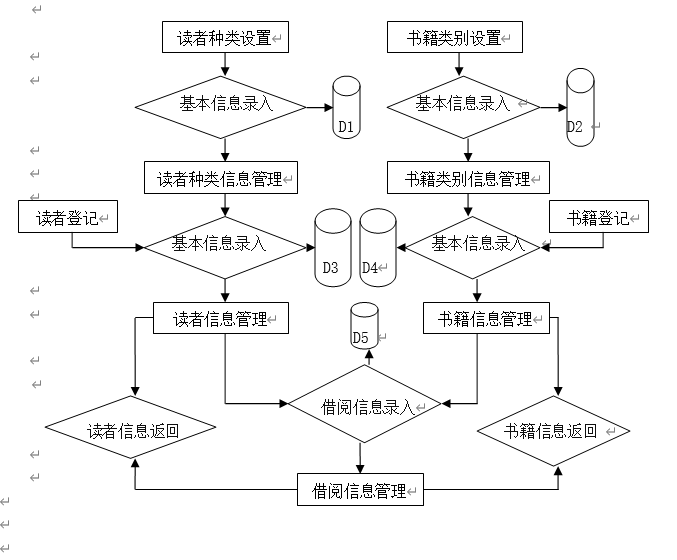 读者种类设置
书籍类别设置
基本信息录入
基本信息录入
D1
D2
读者种类信息管理
书籍类别信息管理
读者登记
书籍登记
基本信息录入
基本信息录入
D3
D4
读者信息管理
书籍信息管理
D5
借阅信息录入
读者信息返回
书籍信息返回
借阅信息管理